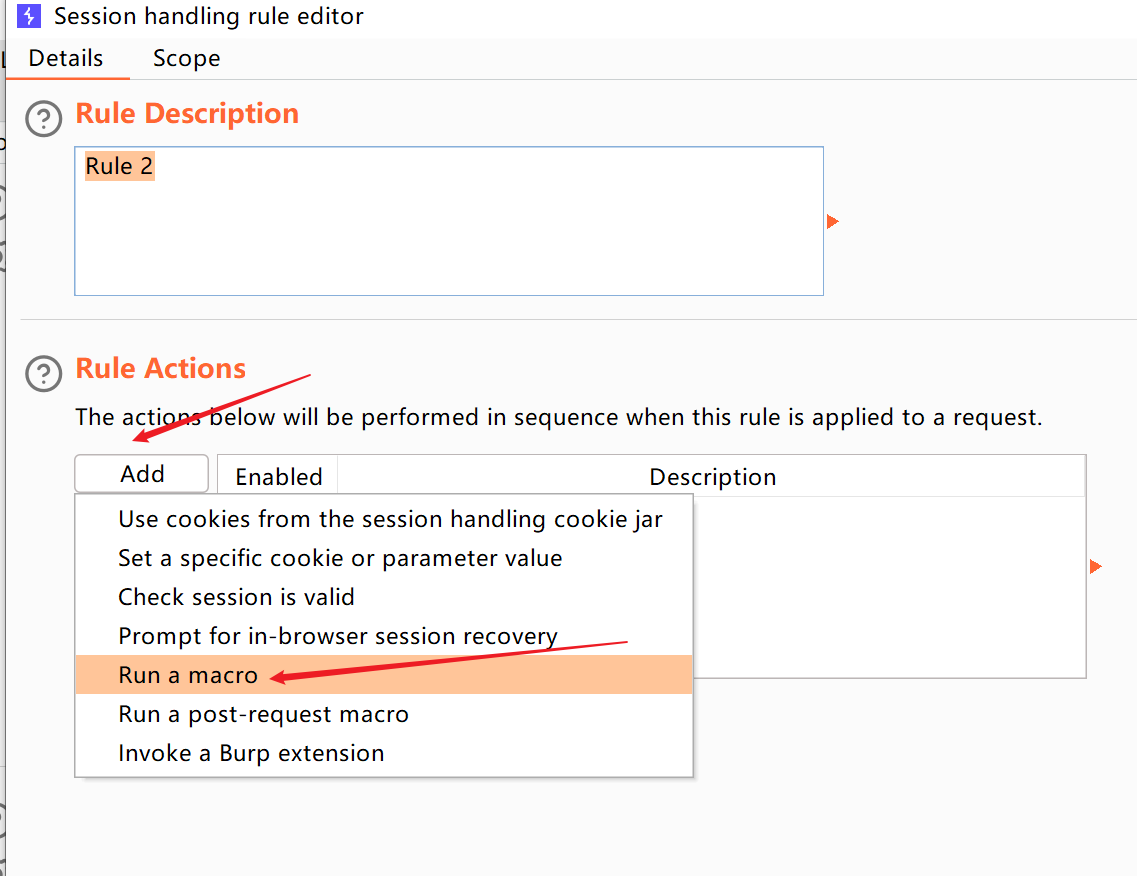 Session handling rule editor
Details Scope
Rule Description
Rule 2
Rule Actions
The actions below will be performed in sequence when this rule is applied to a request.
Add Enabled Description
Use cookies from the session handling cookie jar
Set a specific cookie or parameter value
Check session is valid
Prompt for in-browser session recovery
Run a macro
Run a post-request macro
Invoke a Burp extension